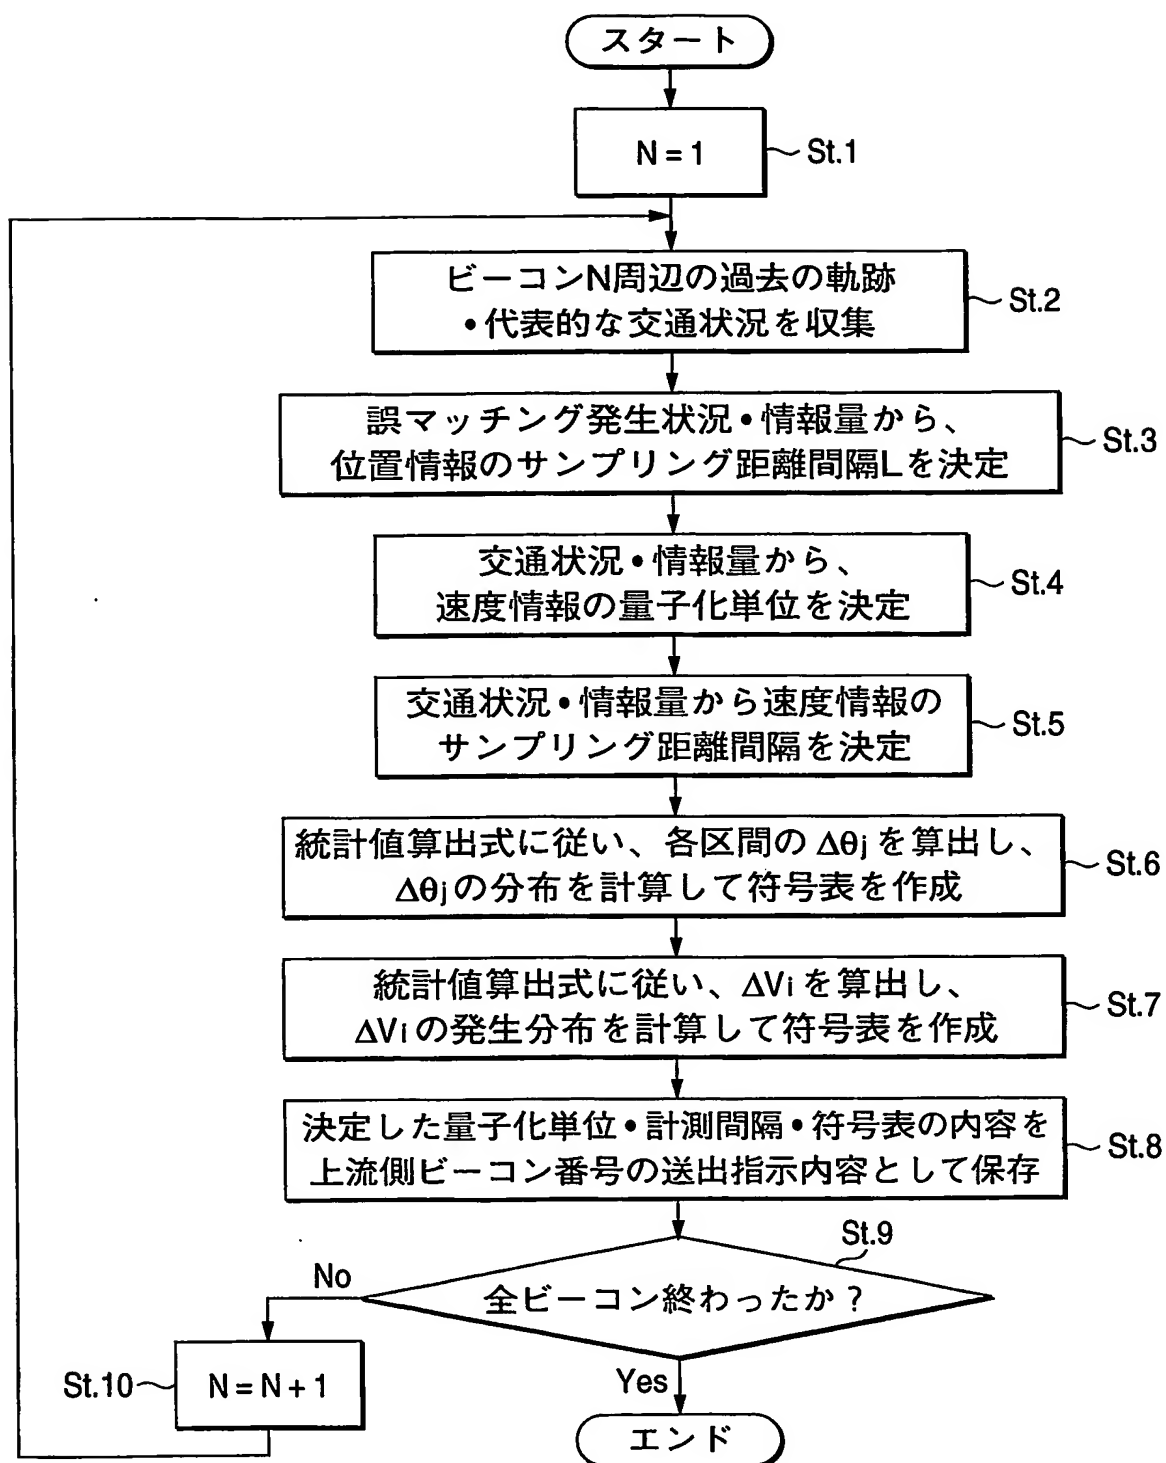 スタート
N = 1
St.1
ビーコンN周辺の過去の軌跡
•代表的な交通状況を収集
St.2
誤マッチング発生状況•情報量から、
位置情報のサンプリング距離間隔Lを決定
St.3
交通状況•情報量から、
速度情報の量子化単位を決定
St.4
交通状況•情報量から速度情報の
サンプリング距離間隔を決定
St.5
統計値算出式に従い、各区間の Δθj を算出し、
Δθjの分布を計算して符号表を作成
St.6
統計値算出式に従い、ΔVi を算出し、
ΔViの発生分布を計算して符号表を作成
St.7
決定した量子化単位•計測間隔•符号表の内容を
上流側ビーコン番号の送出指示内容として保存
St.8
St.9
全ビーコン終わったか？
No
St.10
N = N + 1
Yes
エンド